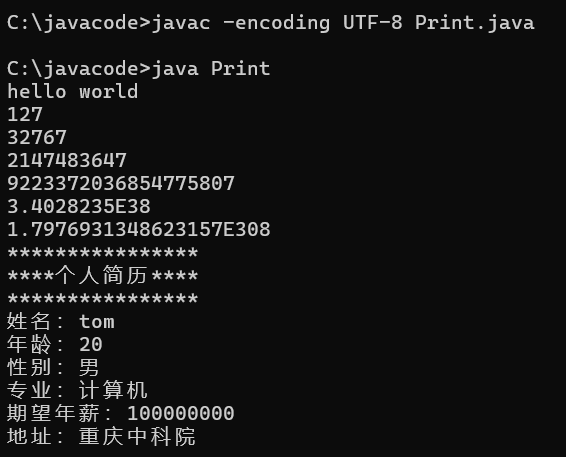 C:\javacode>javac -encoding UTF-8 Print.java
C:\javacode>java Print
hello world
127
32767
2147483647
9223372036854775807
3.4028235E38
1.7976931348623157E308
****************
****个人简历****
****************
姓名：tom
年龄：20
性别：男
专业：计算机
期望年薪：100000000
地址：重庆中科院